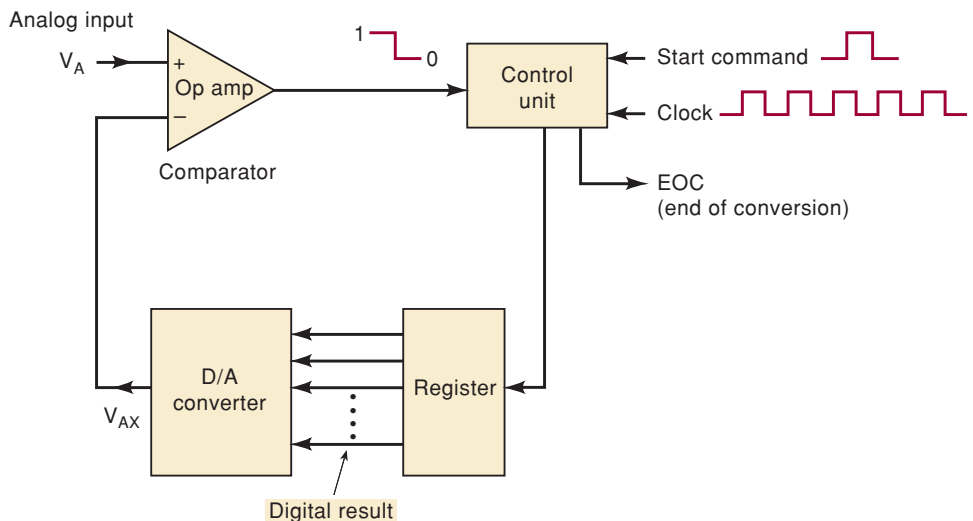 Analog input
V_A
+
Op amp
−
Comparator
1
0
Control
unit
Start command
Clock
EOC
(end of conversion)
D/A
converter
Register
V_AX
Digital result